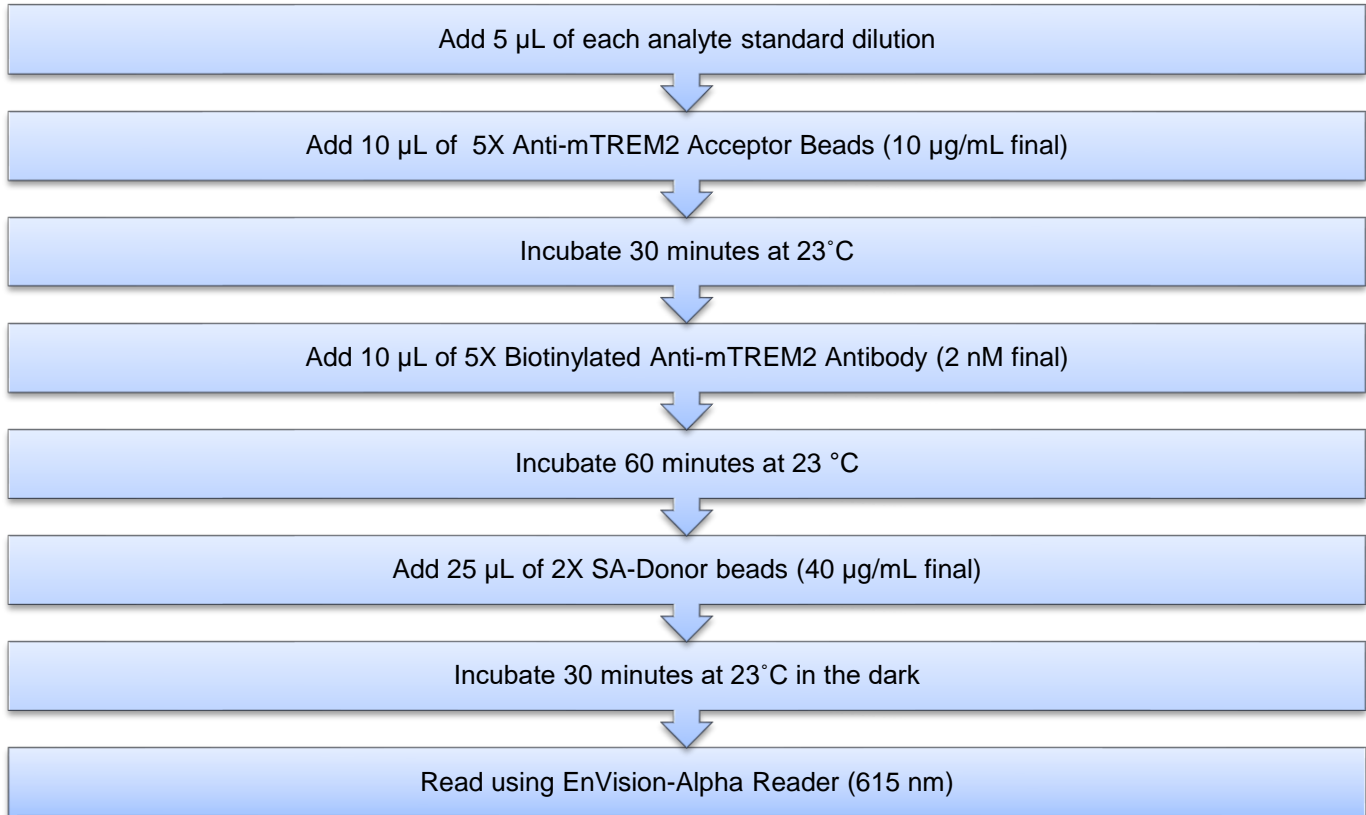 Add 5 µL of each analyte standard dilution
Add 10 µL of  5X Anti-mTREM2 Acceptor Beads (10 µg/mL final)
Incubate 30 minutes at 23˚C
Add 10 µL of 5X Biotinylated Anti-mTREM2 Antibody (2 nM final)
Incubate 60 minutes at 23 °C
Add 25 µL of 2X SA-Donor beads (40 µg/mL final)
Incubate 30 minutes at 23˚C in the dark
Read using EnVision-Alpha Reader (615 nm)